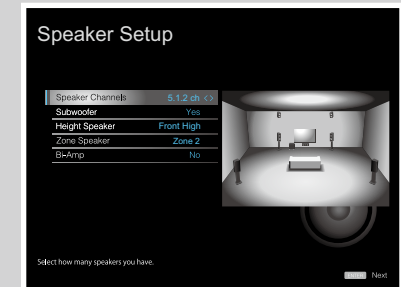 Speaker Setup
Speaker Channels 5.1.2 ch < >
Subwoofer Yes
Height Speaker Front High
Zone Speaker Zone 2
Bi-Amp No
Select how many speakers you have.
ENTER Next